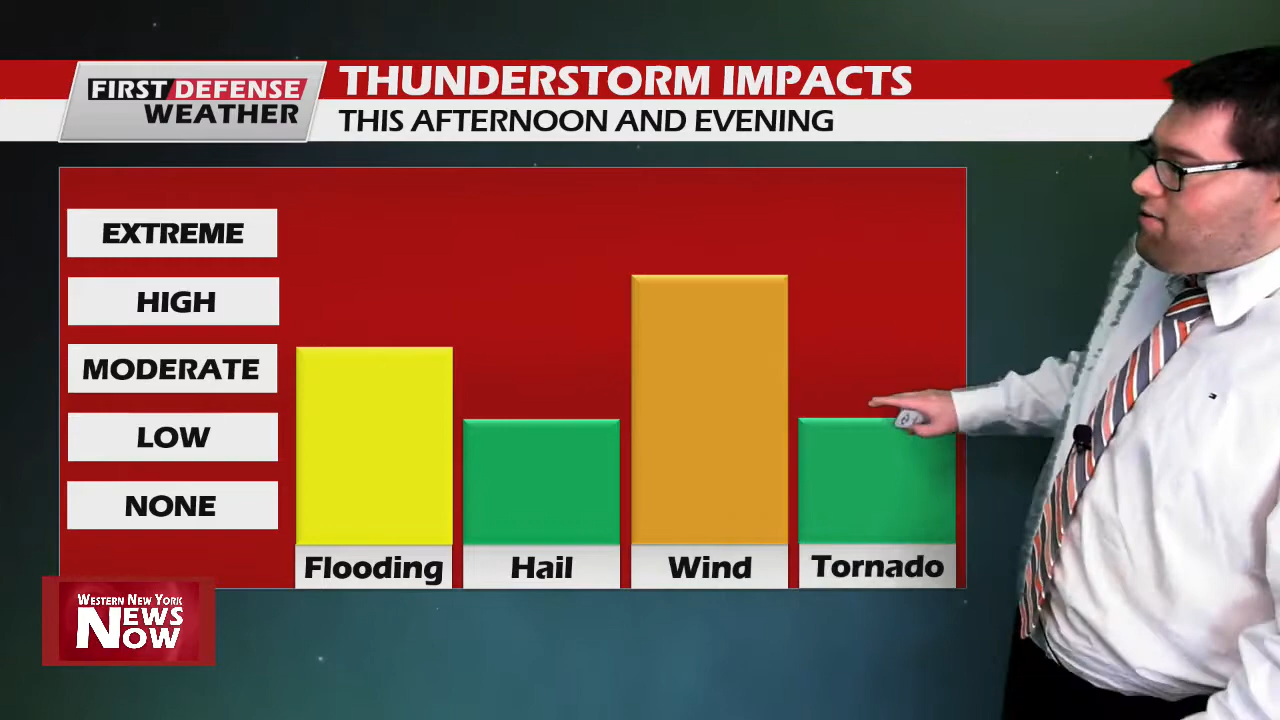 FIRST DEFENSE
WEATHER
THUNDERSTORM IMPACTS
THIS AFTERNOON AND EVENING
EXTREME
HIGH
MODERATE
LOW
NONE
Flooding
Hail
Wind
Tornado
WESTERN NEW YORK
NEWS
NOW